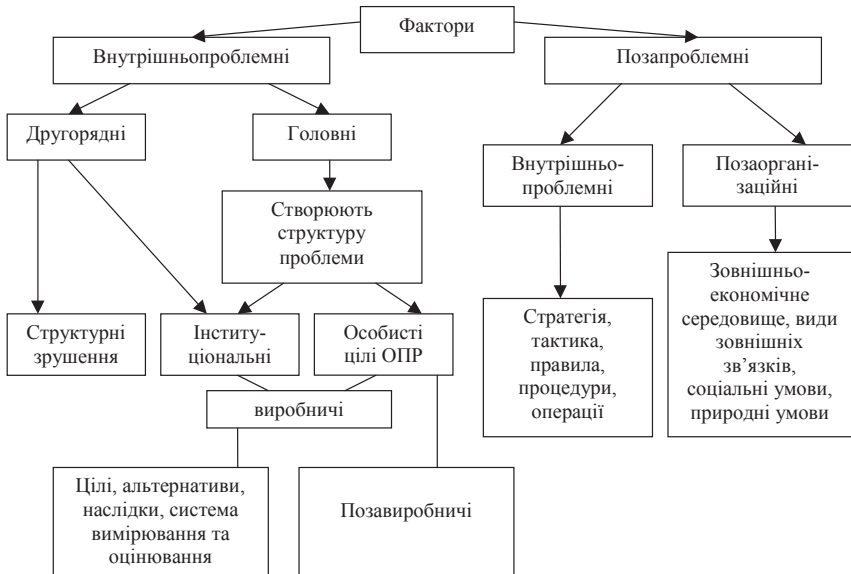 Фактори
Внутрішньопроблемні
Позапроблемні
Другорядні
Головні
Внутрішньо-
проблемні
Позаоргані-
заційні
Створюють
структуру
проблеми
Структурні
зрушення
Інститу-
ціональні
Особисті
цілі ОПР
Стратегія,
тактика,
правила,
процедури,
операції
Зовнішньо-
економічне
середовище, види
зовнішніх
зв’язків,
соціальні умови,
природні умови
виробничі
Цілі, альтернативи,
наслідки, система
вимірювання та
оцінювання
Позавиробничі